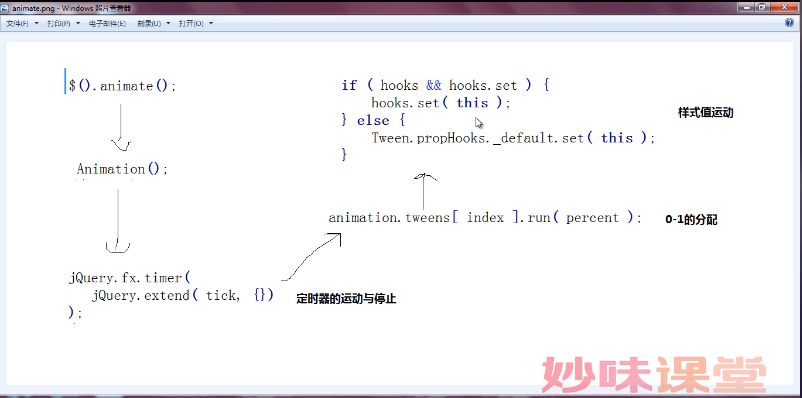 animate.png - Windows 照片查看器
文件(F) 打印(P) 电子邮件(E) 刻录(U) 打开(O)
$().animate();
Animation();
jQuery.fx.timer(
jQuery.extend( tick, {})
);
定时器的运动与停止
if ( hooks && hooks.set ) {
hooks.set( this );
} else {
Tween.propHooks._default.set( this );
}
样式值运动
animation.tweens[ index ].run( percent );
0-1的分配
妙味课堂